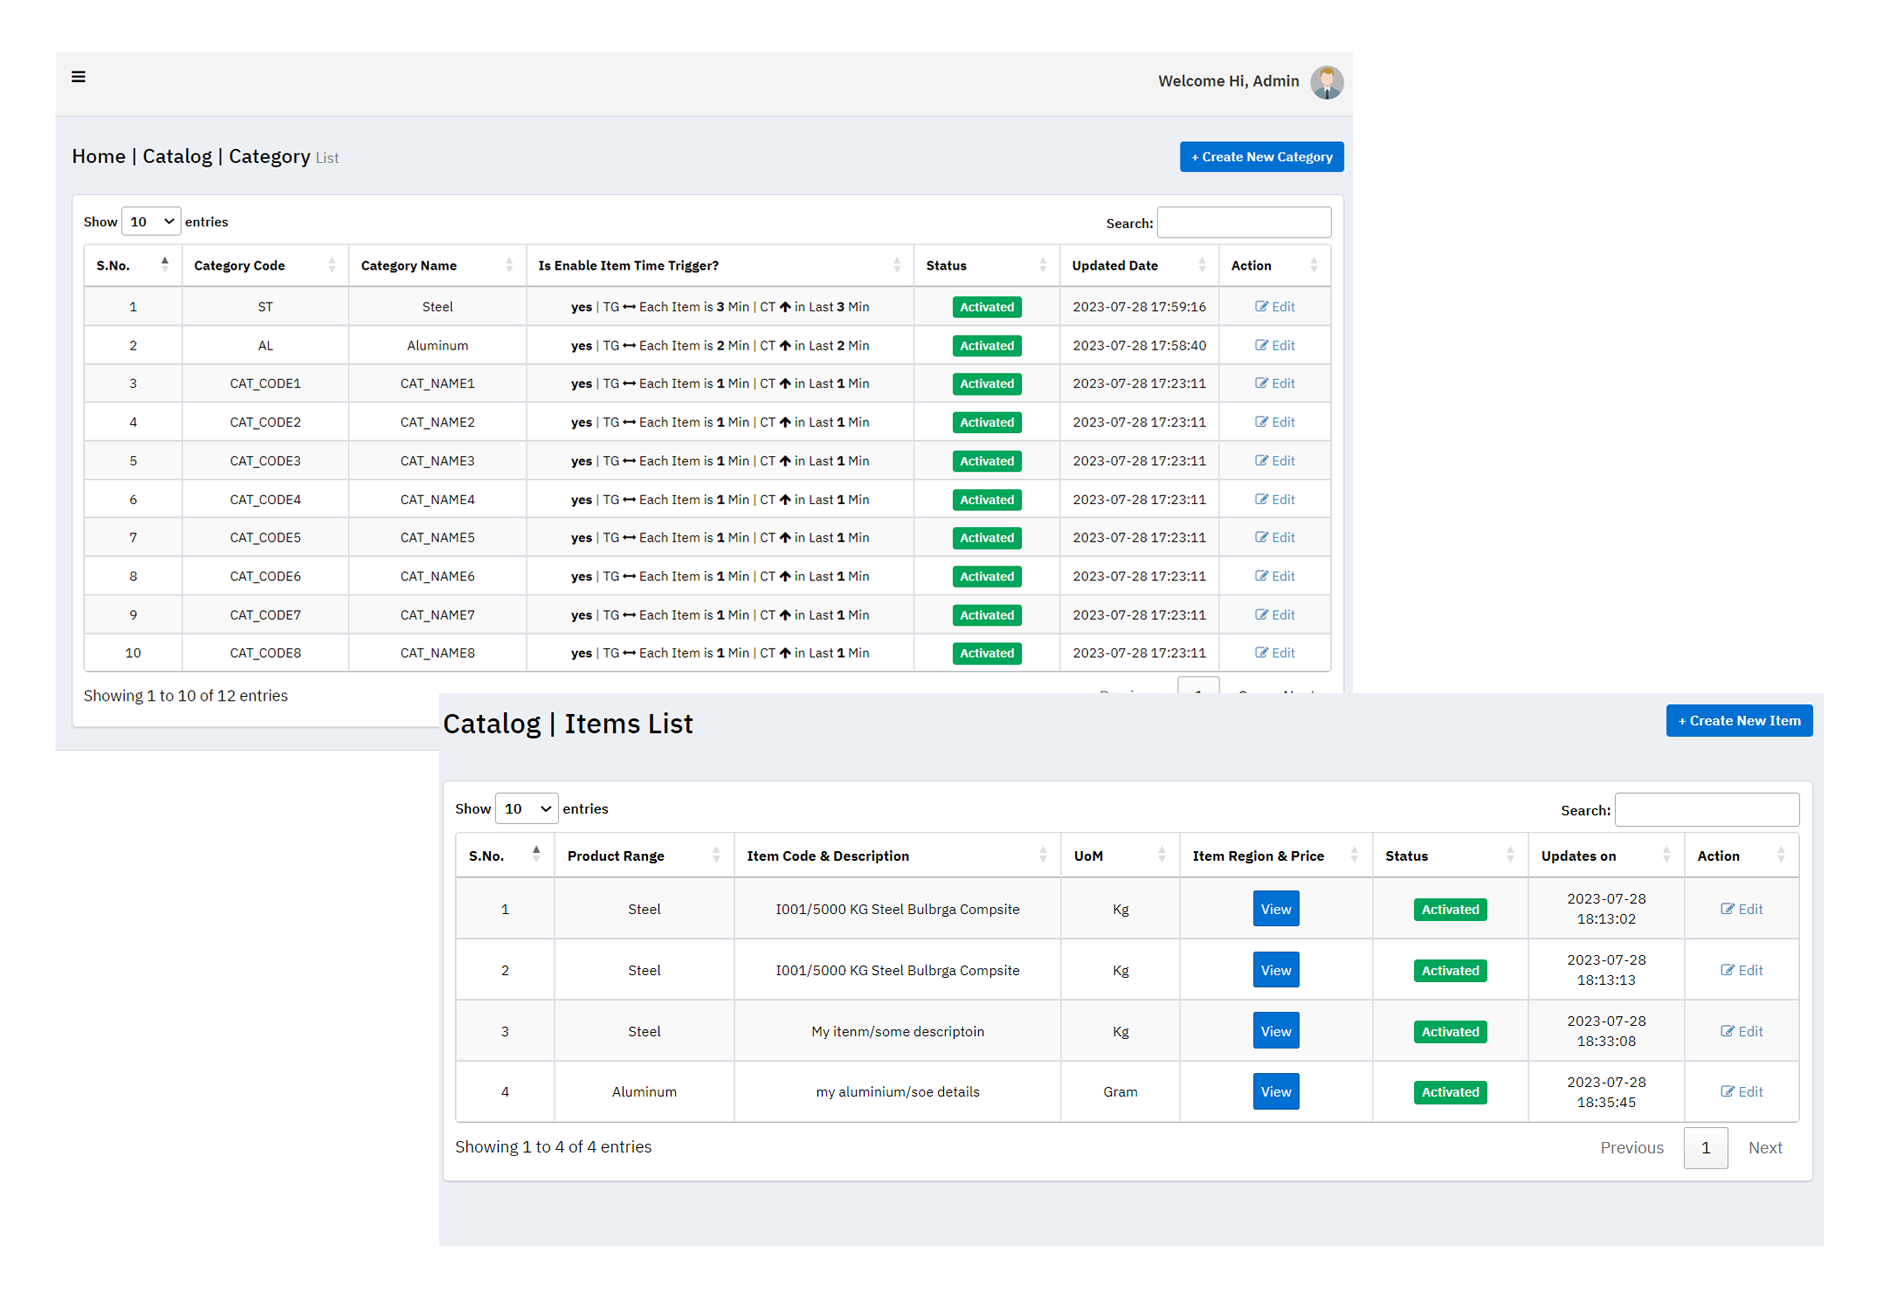 Welcome Hi, Admin
Home | Catalog | Category List
+ Create New Category
Show 10 entries
Search:
S.No. Category Code Category Name Is Enable Item Time Trigger? Status Updated Date Action
1 ST Steel yes | TG ↔ Each Item is 3 Min | CT ↑ in Last 3 Min Activated 2023-07-28 17:59:16 Edit
2 AL Aluminum yes | TG ↔ Each Item is 2 Min | CT ↑ in Last 2 Min Activated 2023-07-28 17:58:40 Edit
3 CAT_CODE1 CAT_NAME1 yes | TG ↔ Each Item is 1 Min | CT ↑ in Last 1 Min Activated 2023-07-28 17:23:11 Edit
4 CAT_CODE2 CAT_NAME2 yes | TG ↔ Each Item is 1 Min | CT ↑ in Last 1 Min Activated 2023-07-28 17:23:11 Edit
5 CAT_CODE3 CAT_NAME3 yes | TG ↔ Each Item is 1 Min | CT ↑ in Last 1 Min Activated 2023-07-28 17:23:11 Edit
6 CAT_CODE4 CAT_NAME4 yes | TG ↔ Each Item is 1 Min | CT ↑ in Last 1 Min Activated 2023-07-28 17:23:11 Edit
7 CAT_CODE5 CAT_NAME5 yes | TG ↔ Each Item is 1 Min | CT ↑ in Last 1 Min Activated 2023-07-28 17:23:11 Edit
8 CAT_CODE6 CAT_NAME6 yes | TG ↔ Each Item is 1 Min | CT ↑ in Last 1 Min Activated 2023-07-28 17:23:11 Edit
9 CAT_CODE7 CAT_NAME7 yes | TG ↔ Each Item is 1 Min | CT ↑ in Last 1 Min Activated 2023-07-28 17:23:11 Edit
10 CAT_CODE8 CAT_NAME8 yes | TG ↔ Each Item is 1 Min | CT ↑ in Last 1 Min Activated 2023-07-28 17:23:11 Edit
Showing 1 to 10 of 12 entries
Catalog | Items List
+ Create New Item
Show 10 entries
Search:
S.No. Product Range Item Code & Description UoM Item Region & Price Status Updates on Action
1 Steel I001/5000 KG Steel Bulbrga Compsite Kg View Activated 2023-07-28
18:13:02 Edit
2 Steel I001/5000 KG Steel Bulbrga Compsite Kg View Activated 2023-07-28
18:13:13 Edit
3 Steel My itenm/some descriptoin Kg View Activated 2023-07-28
18:33:08 Edit
4 Aluminum my aluminium/soe details Gram View Activated 2023-07-28
18:35:45 Edit
Showing 1 to 4 of 4 entries
Previous 1 Next